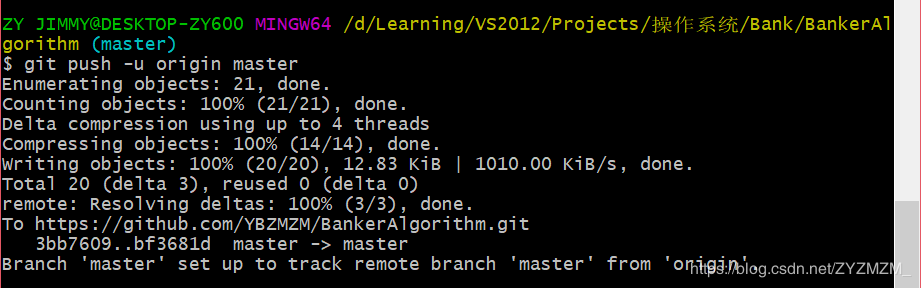 ZY JIMMY@DESKTOP-ZY600 MINGW64 /d/Learning/VS2012/Projects/操作系统/Bank/BankerAl
gorithm (master)
$ git push -u origin master
Enumerating objects: 21, done.
Counting objects: 100% (21/21), done.
Delta compression using up to 4 threads
Compressing objects: 100% (14/14), done.
Writing objects: 100% (20/20), 12.83 KiB | 1010.00 KiB/s, done.
Total 20 (delta 3), reused 0 (delta 0)
remote: Resolving deltas: 100% (3/3), done.
To https://github.com/YBZMZM/BankerAlgorithm.git
   3bb7609..bf3681d  master -> master
Branch 'master' set up to track remote branch 'master' from 'origin'.
https://blog.csdn.net/ZYZMZM_